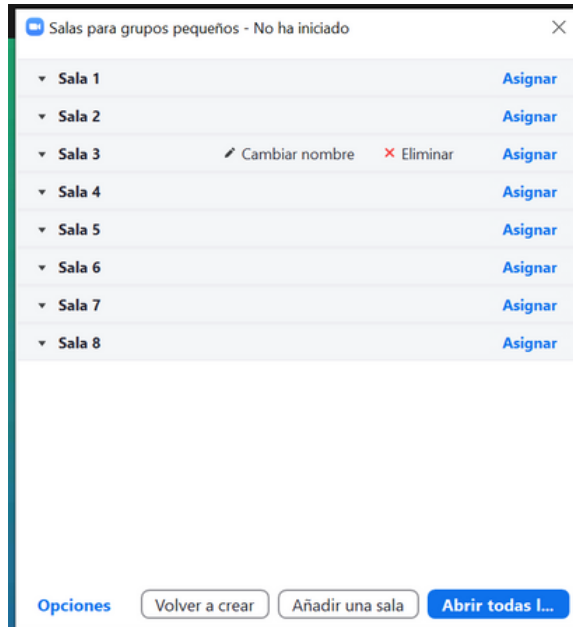 Salas para grupos pequeños - No ha iniciado
Sala 1 Asignar
Sala 2 Asignar
Sala 3 Cambiar nombre Eliminar Asignar
Sala 4 Asignar
Sala 5 Asignar
Sala 6 Asignar
Sala 7 Asignar
Sala 8 Asignar
Opciones Volver a crear Añadir una sala Abrir todas l...